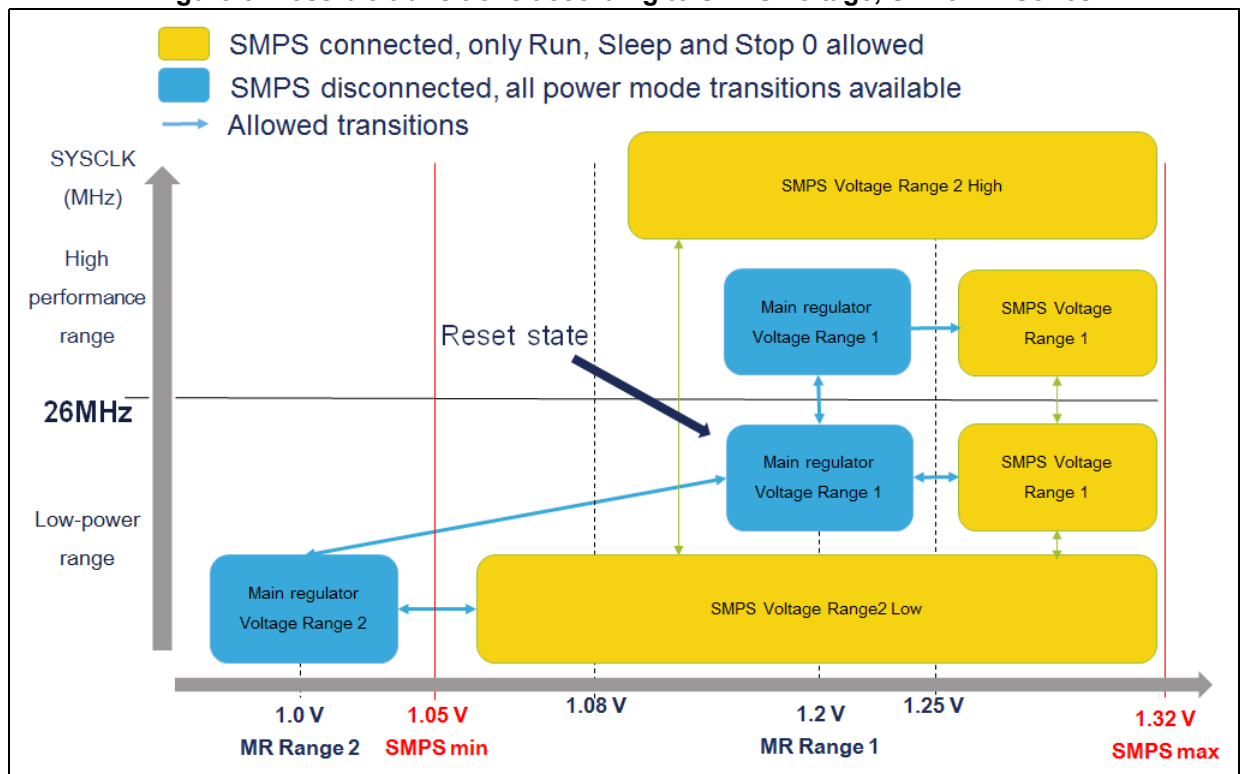 SMPS connected, only Run, Sleep and Stop 0 allowed
SMPS disconnected, all power mode transitions available
Allowed transitions
SYSCLK
(MHz)
SMPS Voltage Range 2 High
High
performance
range
Main regulator
Voltage Range 1
SMPS Voltage
Range 1
Reset state
26MHz
Main regulator
Voltage Range 1
SMPS Voltage
Range 1
Low-power
range
Main regulator
Voltage Range 2
SMPS Voltage Range2 Low
1.0 V
MR Range 2
1.05 V
SMPS min
1.08 V
1.2 V
MR Range 1
1.25 V
1.32 V
SMPS max